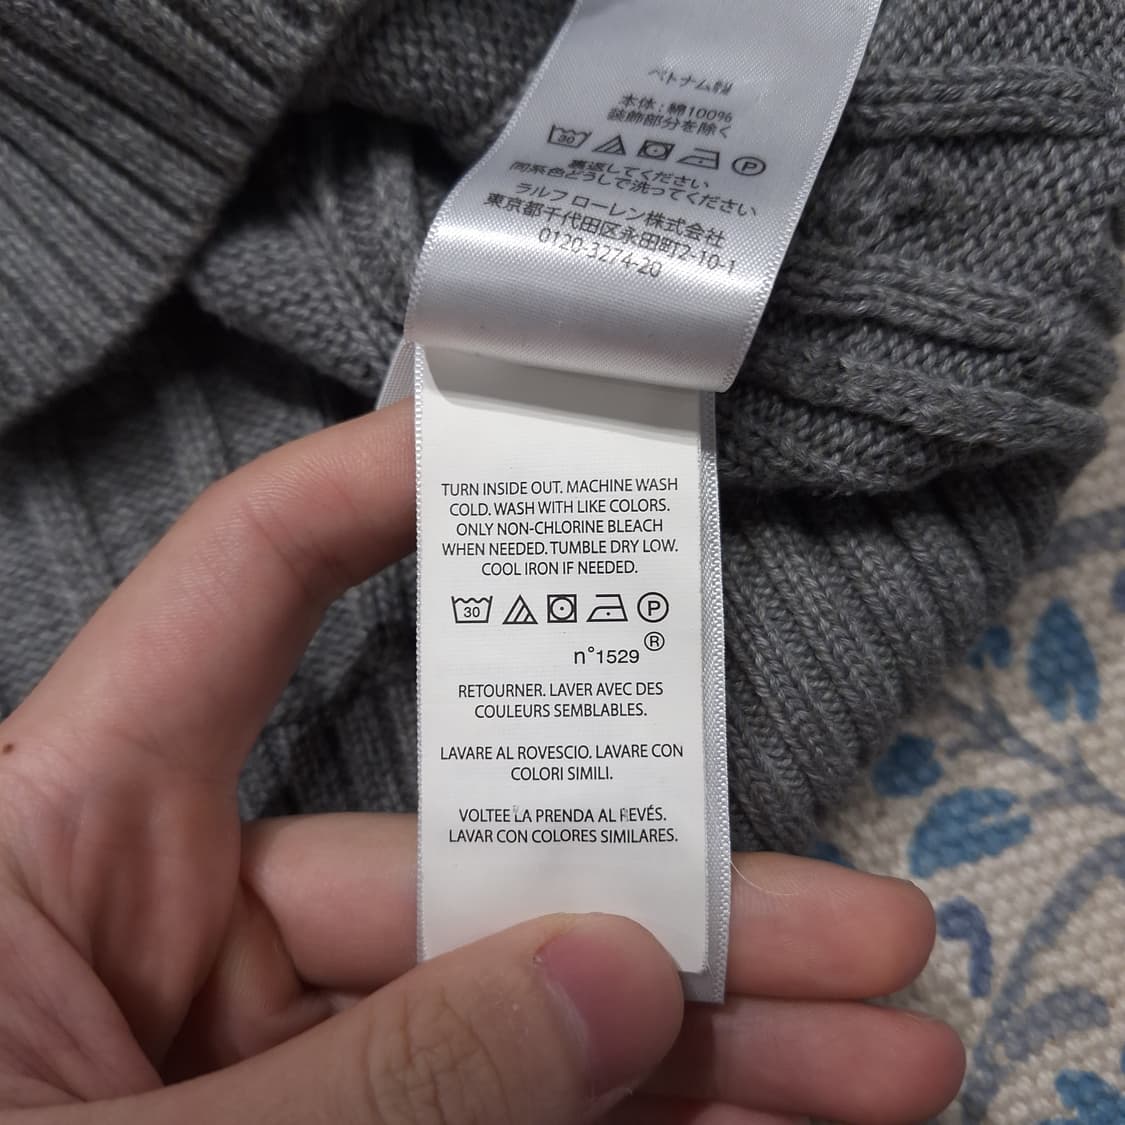 ベトナム製
本体:綿100%
装飾部分を除く
30 P
裏返してください
同系色どうしで洗ってください
ラルフ ローレン株式会社
東京都千代田区永田町2-10-1
0120-3274-20
TURN INSIDE OUT. MACHINE WASH
COLD. WASH WITH LIKE COLORS.
ONLY NON-CHLORINE BLEACH
WHEN NEEDED. TUMBLE DRY LOW.
COOL IRON IF NEEDED.
30 P
n°1529 ®
RETOURNER. LAVER AVEC DES
COULEURS SEMBLABLES.
LAVARE AL ROVESCIO. LAVARE CON
COLORI SIMILI.
VOLTEE LA PRENDA AL REVÉS.
LAVAR CON COLORES SIMILARES.